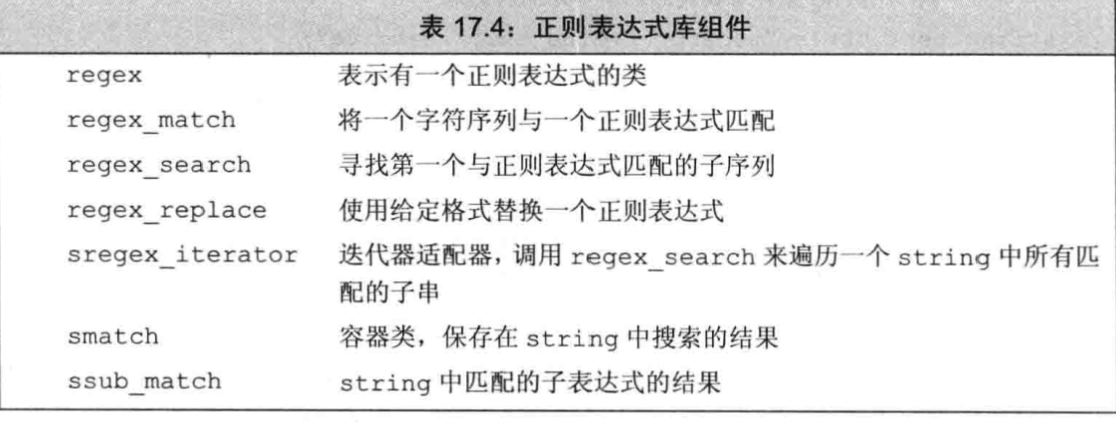 表 17.4：正则表达式库组件
regex 表示有一个正则表达式的类
regex_match 将一个字符序列与一个正则表达式匹配
regex_search 寻找第一个与正则表达式匹配的子序列
regex_replace 使用给定格式替换一个正则表达式
sregex_iterator 迭代器适配器，调用 regex_search 来遍历一个 string 中所有匹
配的子串
smatch 容器类，保存在 string 中搜索的结果
ssub_match string 中匹配的子表达式的结果